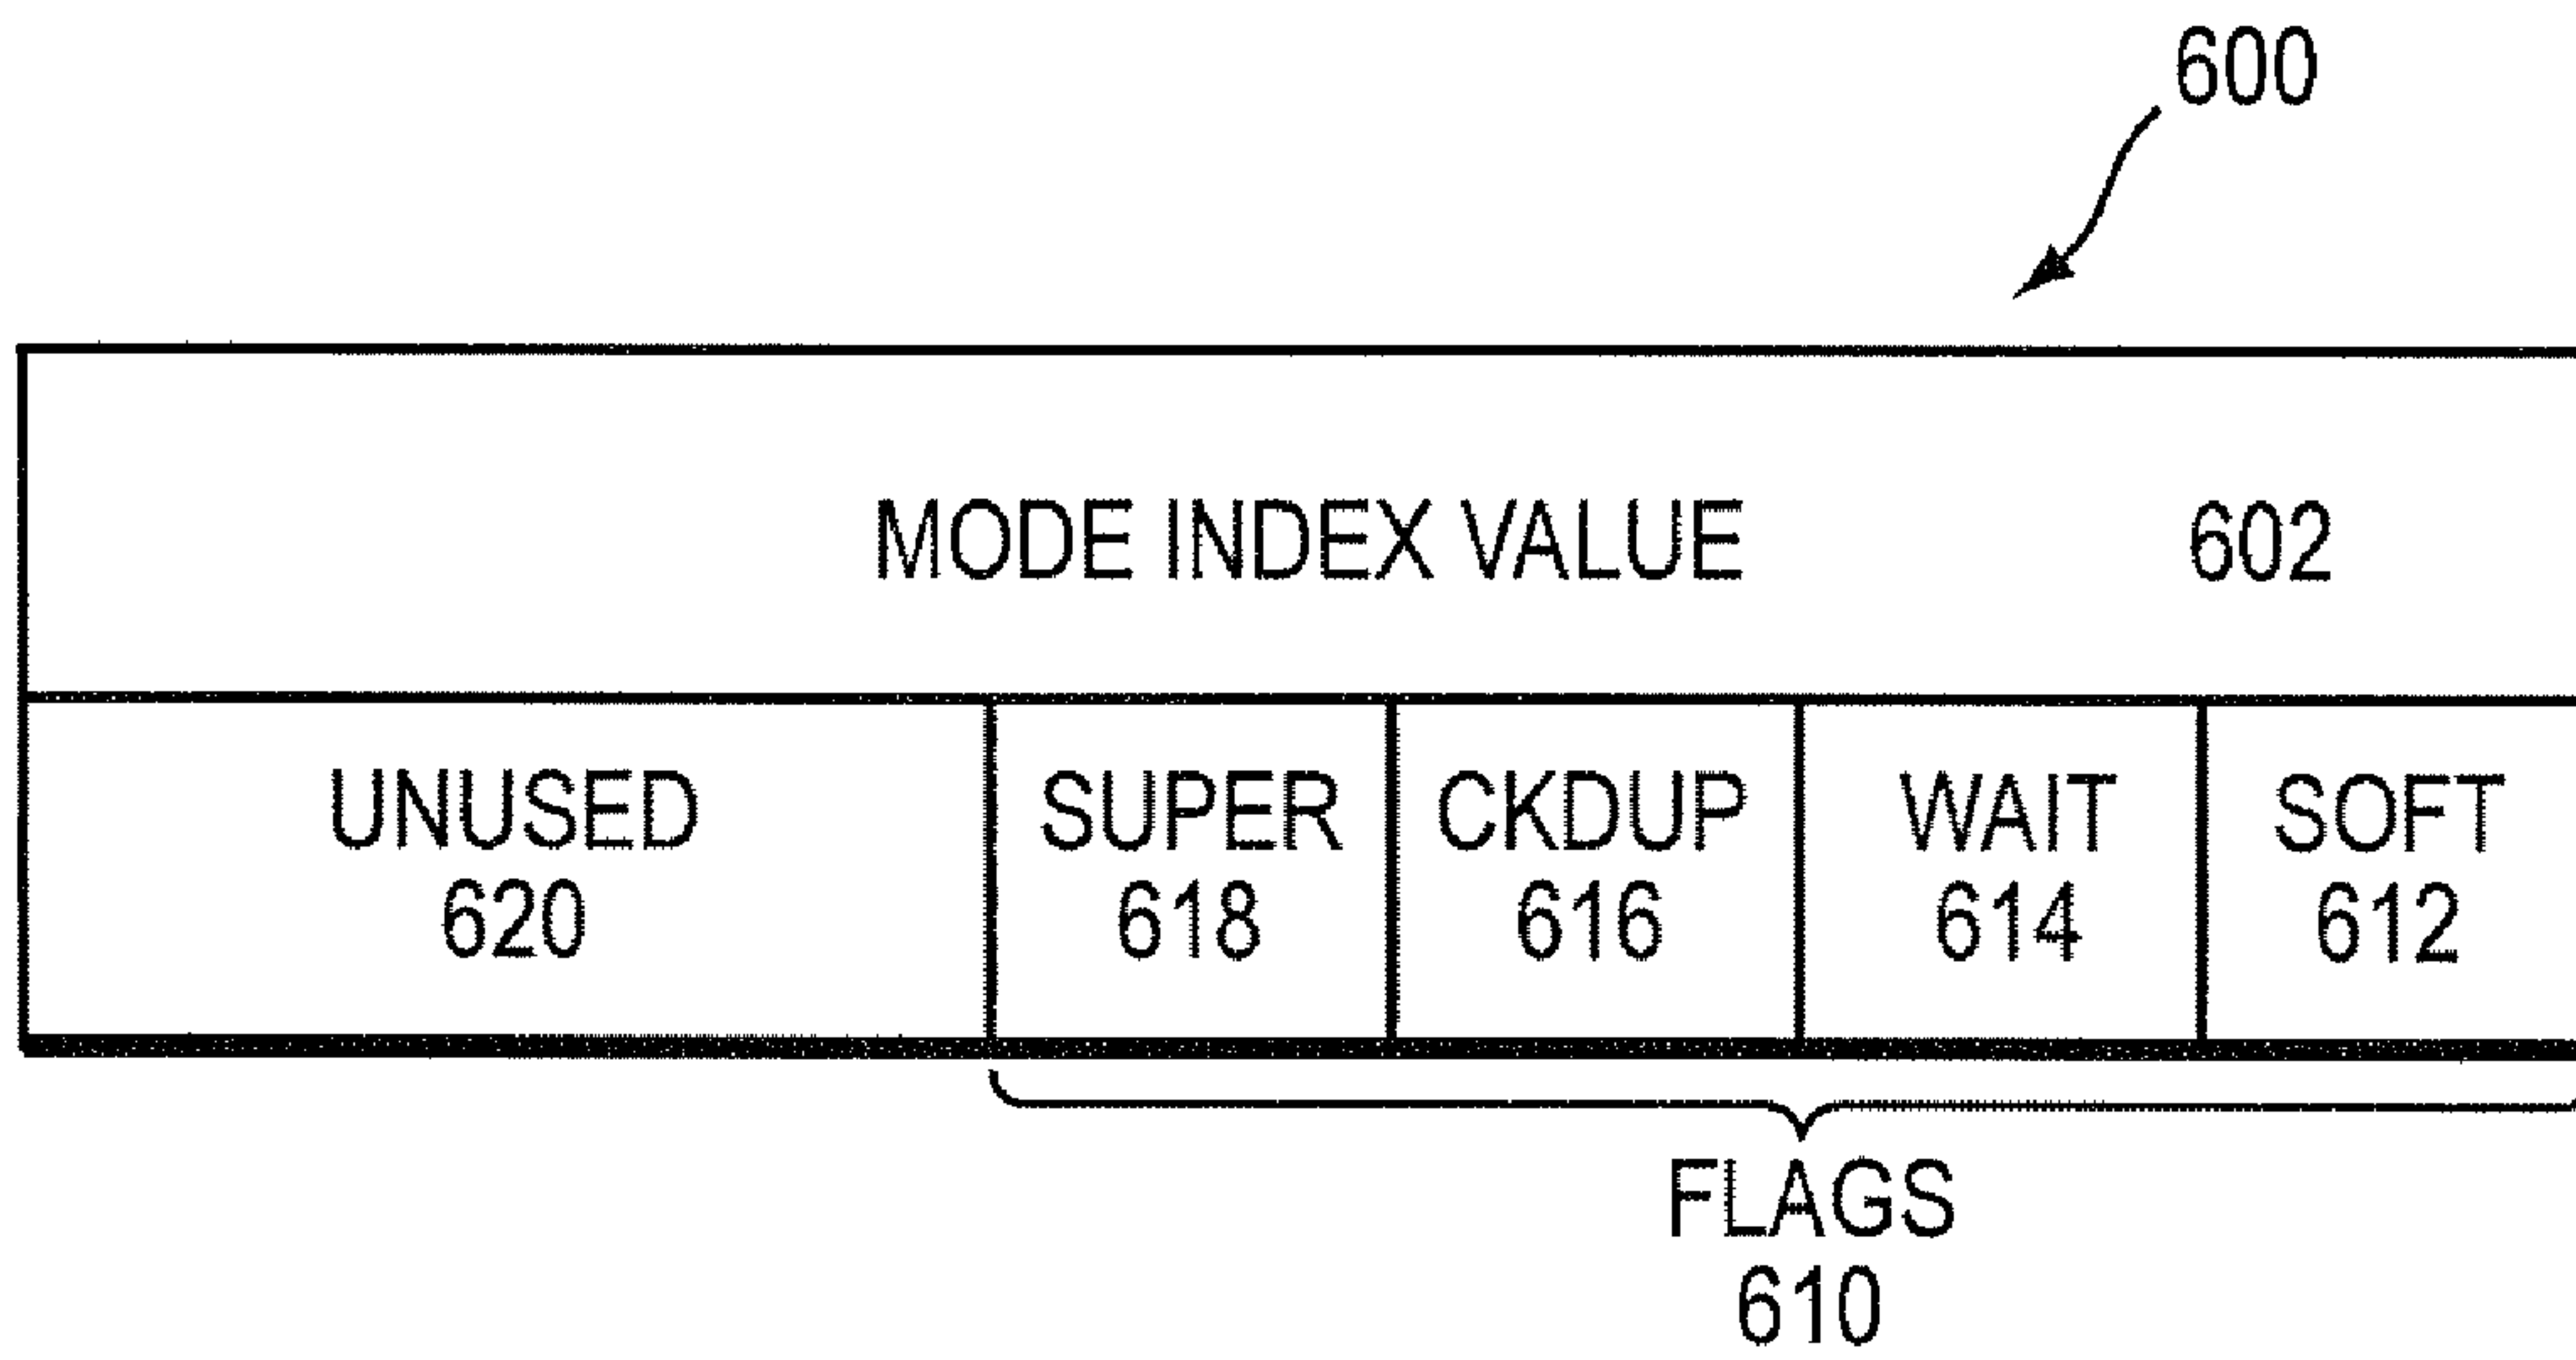 600
MODE INDEX VALUE 602
UNUSED SUPER CKDUP WAIT SOFT
620 618 616 614 612
FLAGS
610